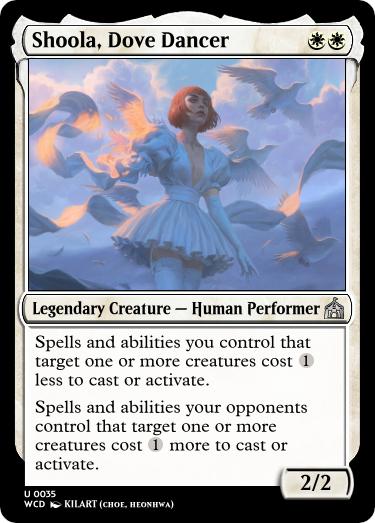 Shoola, Dove Dancer
Legendary Creature — Human Performer
Spells and abilities you control that
target one or more creatures cost 1
less to cast or activate.
Spells and abilities your opponents
control that target one or more
creatures cost 1 more to cast or
activate.
2/2
U 0035
WCD KILART (CHOE, HEONHWA)